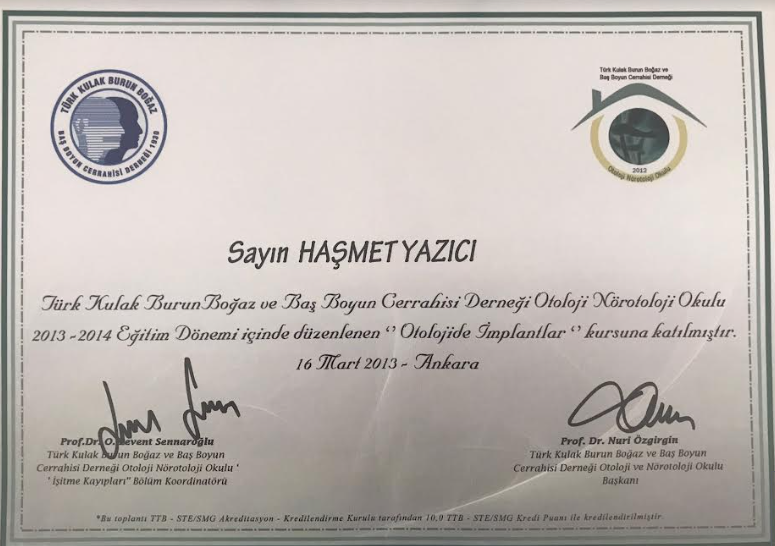 TÜRK KULAK BURUN BOĞAZ
BAŞ BOYUN CERRAHİSİ DERNEĞİ 1930
Türk Kulak Burun Boğaz ve
Baş Boyun Cerrahisi Derneği
2013
Otoloji Nörotoloji Okulu
Sayın HAŞMET YAZICI
Türk Kulak Burun Boğaz ve Baş Boyun Cerrahisi Derneği Otoloji Nörotoloji Okulu
2013 -2014 Eğitim Dönemi içinde düzenlenen ‘’ Otolojide İmplantlar ‘’ kursuna katılmıştır.
16 Mart 2013 - Ankara
Prof.Dr. O. Levent Sennaroğlu
Türk Kulak Burun Boğaz ve Baş Boyun
Cerrahisi Derneği Otoloji Nörotoloji Okulu ‘
‘ İşitme Kayıpları” Bölüm Koordinatörü
Prof. Dr. Nuri Özgirgin
Türk Kulak Burun Boğaz ve Baş Boyun
Cerrahisi Derneği Otoloji ve Nörotoloji Okulu
Başkanı
*Bu toplantı TTB - STE/SMG Akreditasyon - Kredilendirme Kurulu tarafından 10,9 TTB - STE/SMG Kredi Puanı ile kredilendirilmiştir.